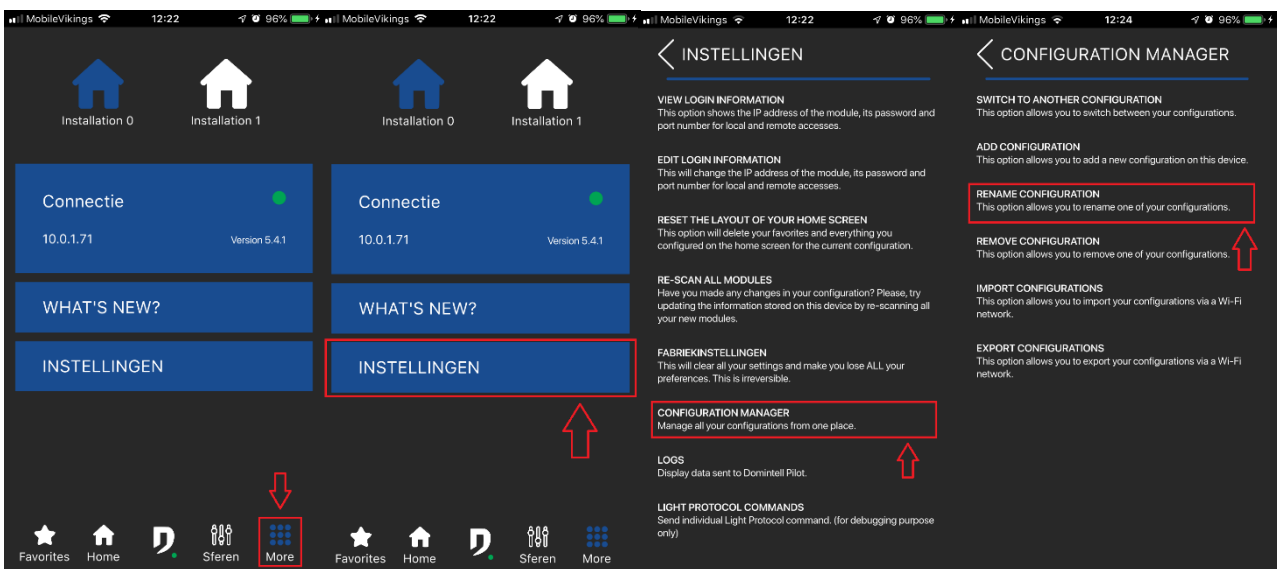 MobileVikings 12:22 96%
Installation 0 Installation 1
Connectie
10.0.1.71 Version 5.4.1
WHAT'S NEW?
INSTELLINGEN
Favorites Home Sferen More
MobileVikings 12:22 96%
Installation 0 Installation 1
Connectie
10.0.1.71 Version 5.4.1
WHAT'S NEW?
INSTELLINGEN
Favorites Home Sferen More
MobileVikings 12:22 96%
INSTELLINGEN
VIEW LOGIN INFORMATION
This option shows the IP address of the module, its password and
port number for local and remote accesses.
EDIT LOGIN INFORMATION
This will change the IP address of the module, its password and
port number for local and remote accesses.
RESET THE LAYOUT OF YOUR HOME SCREEN
This option will delete your favorites and everything you
configured on the home screen for the current configuration.
RE-SCAN ALL MODULES
Have you made any changes in your configuration? Please, try
updating the information stored on this device by re-scanning all
your new modules.
FABRIEKINSTELLINGEN
This will clear all your settings and make you lose ALL your
preferences. This is irreversible.
CONFIGURATION MANAGER
Manage all your configurations from one place.
LOGS
Display data sent to Domintell Pilot.
LIGHT PROTOCOL COMMANDS
Send individual Light Protocol command. (for debugging purpose
only)
MobileVikings 12:24 96%
CONFIGURATION MANAGER
SWITCH TO ANOTHER CONFIGURATION
This option allows you to switch between your configurations.
ADD CONFIGURATION
This option allows you to add a new configuration on this device.
RENAME CONFIGURATION
This option allows you to rename one of your configurations.
REMOVE CONFIGURATION
This option allows you to remove one of your configurations.
IMPORT CONFIGURATIONS
This option allows you to import your configurations via a Wi-Fi
network.
EXPORT CONFIGURATIONS
This option allows you to export your configurations via a Wi-Fi
network.